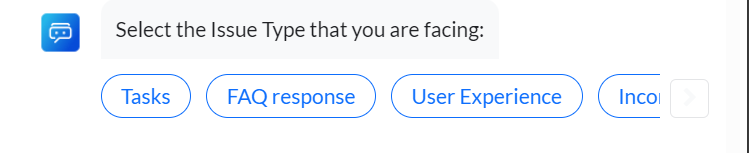 Select the Issue Type that you are facing:
Tasks FAQ response User Experience